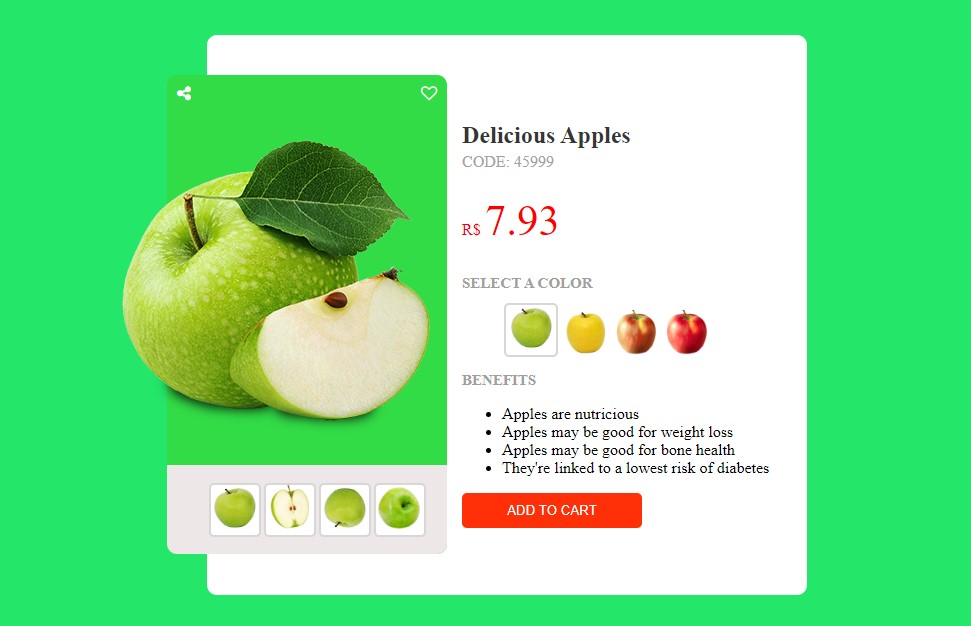 Delicious Apples
CODE: 45999
R$ 7.93
SELECT A COLOR
BENEFITS
Apples are nutricious
Apples may be good for weight loss
Apples may be good for bone health
They're linked to a lowest risk of diabetes
ADD TO CART